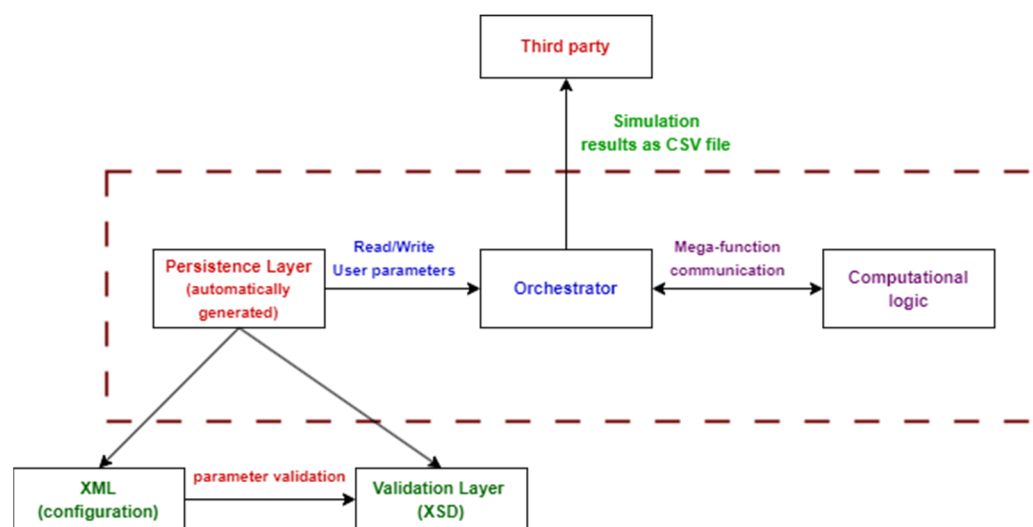 Third party
Simulation
results as CSV file
Persistence Layer
(automatically
generated)
Read/Write
User parameters
Orchestrator
Mega-function
communication
Computational
logic
XML
(configuration)
parameter validation
Validation Layer
(XSD)